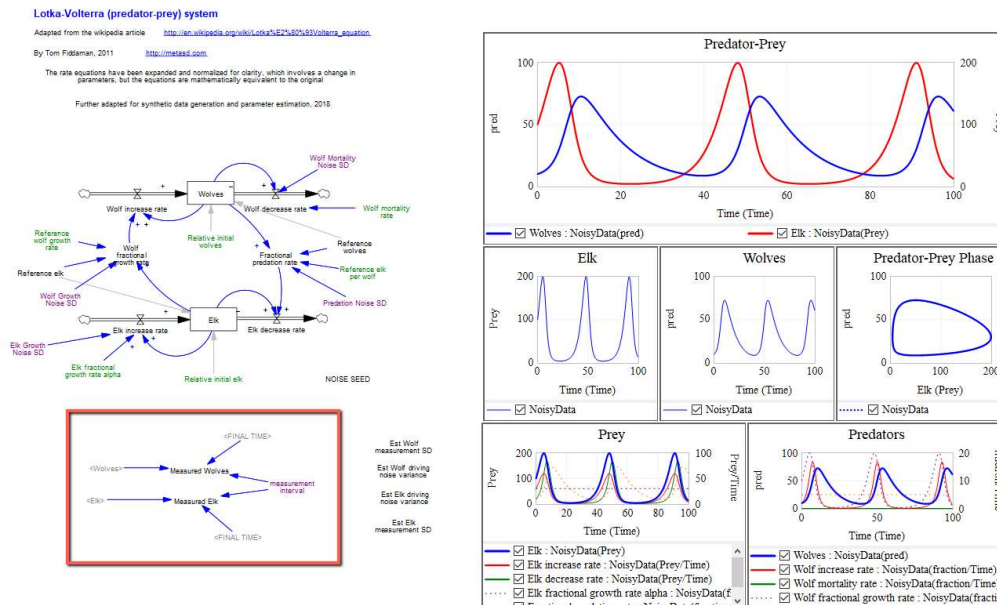 Lotka-Volterra (predator-prey) system
Adapted from the wikipedia article http://en.wikipedia.org/wiki/Lotka%E2%80%93Volterra_equation
By Tom Fiddaman, 2011 http://metasd.com
The rate equations have been expanded and normalized for clarity, which involves a change in
parameters, but the equations are mathematically equivalent to the original
Further adapted for synthetic data generation and parameter estimation, 2018
Wolf Mortality
Noise SD
Wolves
Wolf increase rate
Wolf decrease rate
Wolf mortality
rate
Reference
wolf growth
rate
Relative initial
wolves
Reference
wolves
Wolf
fractional
growth rate
Fractional
predation rate
Reference elk
Reference elk
per wolf
Wolf Growth
Noise SD
Predation Noise SD
Elk
Elk increase rate
Elk decrease rate
Elk Growth
Noise SD
Elk fractional
growth rate alpha
Relative initial elk
NOISE SEED
<FINAL TIME>
<Wolves>
Measured Wolves
measurement
interval
<Elk>
Measured Elk
<FINAL TIME>
Est Wolf
measurement SD
Est Wolf driving
noise variance
Est Elk driving
noise variance
Est Elk
measurement SD
Predator-Prey
100
50
0
pred
200
100
0
0 20 40 60 80 100
Time (Time)
Wolves : NoisyData(pred)
Elk : NoisyData(Prey)
Elk
200
100
0
Prey
0 50 100
Time (Time)
NoisyData
Wolves
100
50
0
pred
0 50 100
Time (Time)
NoisyData
Predator-Prey Phase
100
50
0
pred
0 100 200
Elk (Prey)
NoisyData
Prey
200
100
0
Prey
100
50
0
Prey/Time
0 20 40 60 80 100
Time (Time)
Elk : NoisyData(Prey)
Elk increase rate : NoisyData(Prey/Time)
Elk decrease rate : NoisyData(Prey/Time)
Elk fractional growth rate alpha : NoisyData(f
Predators
100
50
0
pred
20
10
0
0 50 100
Time (Time)
Wolves : NoisyData(pred)
Wolf increase rate : NoisyData(fraction/Time)
Wolf mortality rate : NoisyData(fraction/Time)
Wolf fractional growth rate : NoisyData(fracti